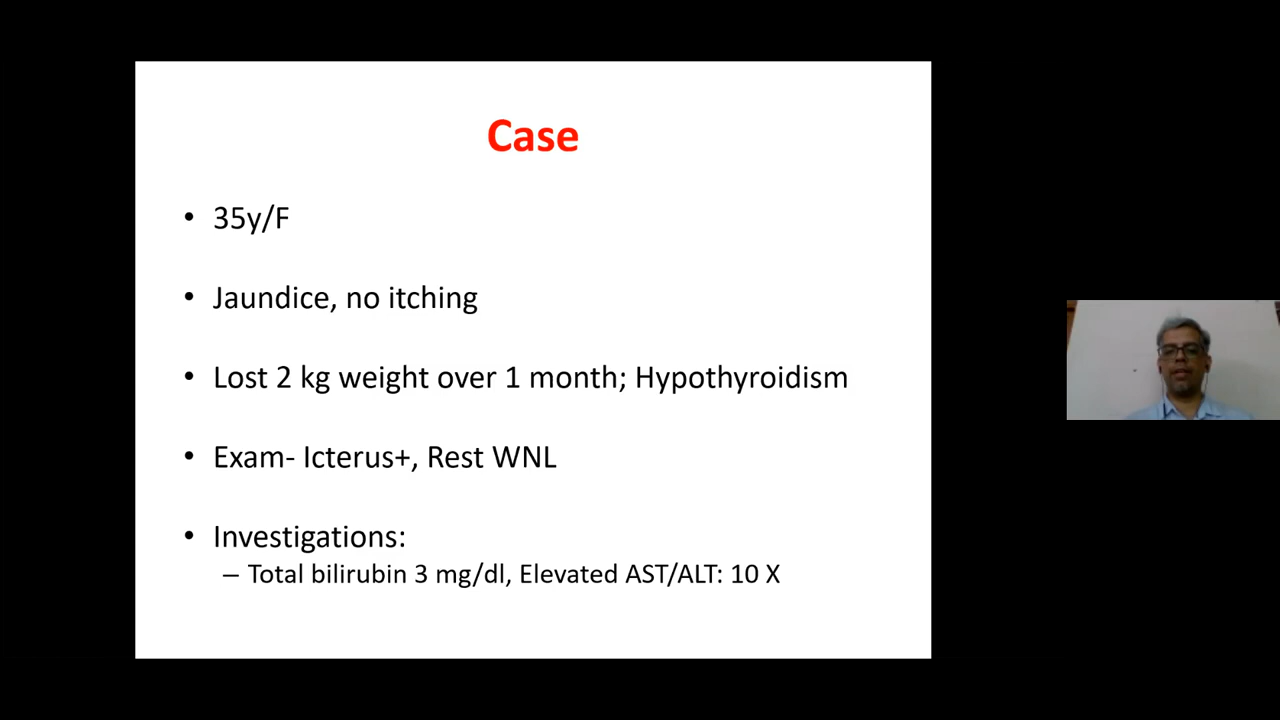 Case
• 35y/F
• Jaundice, no itching
• Lost 2 kg weight over 1 month; Hypothyroidism
• Exam- Icterus+, Rest WNL
• Investigations:
– Total bilirubin 3 mg/dl, Elevated AST/ALT: 10 X